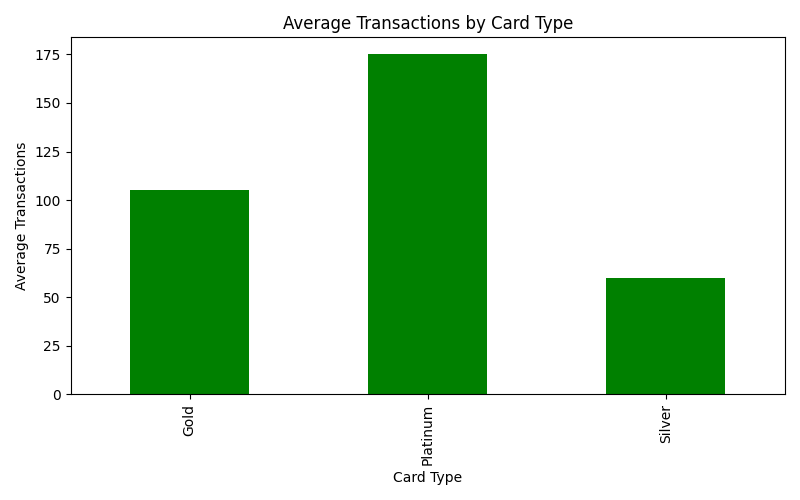 Average Transactions by Card Type
Average Transactions
175
150
125
100
75
50
25
0
Gold
Platinum
Silver
Card Type